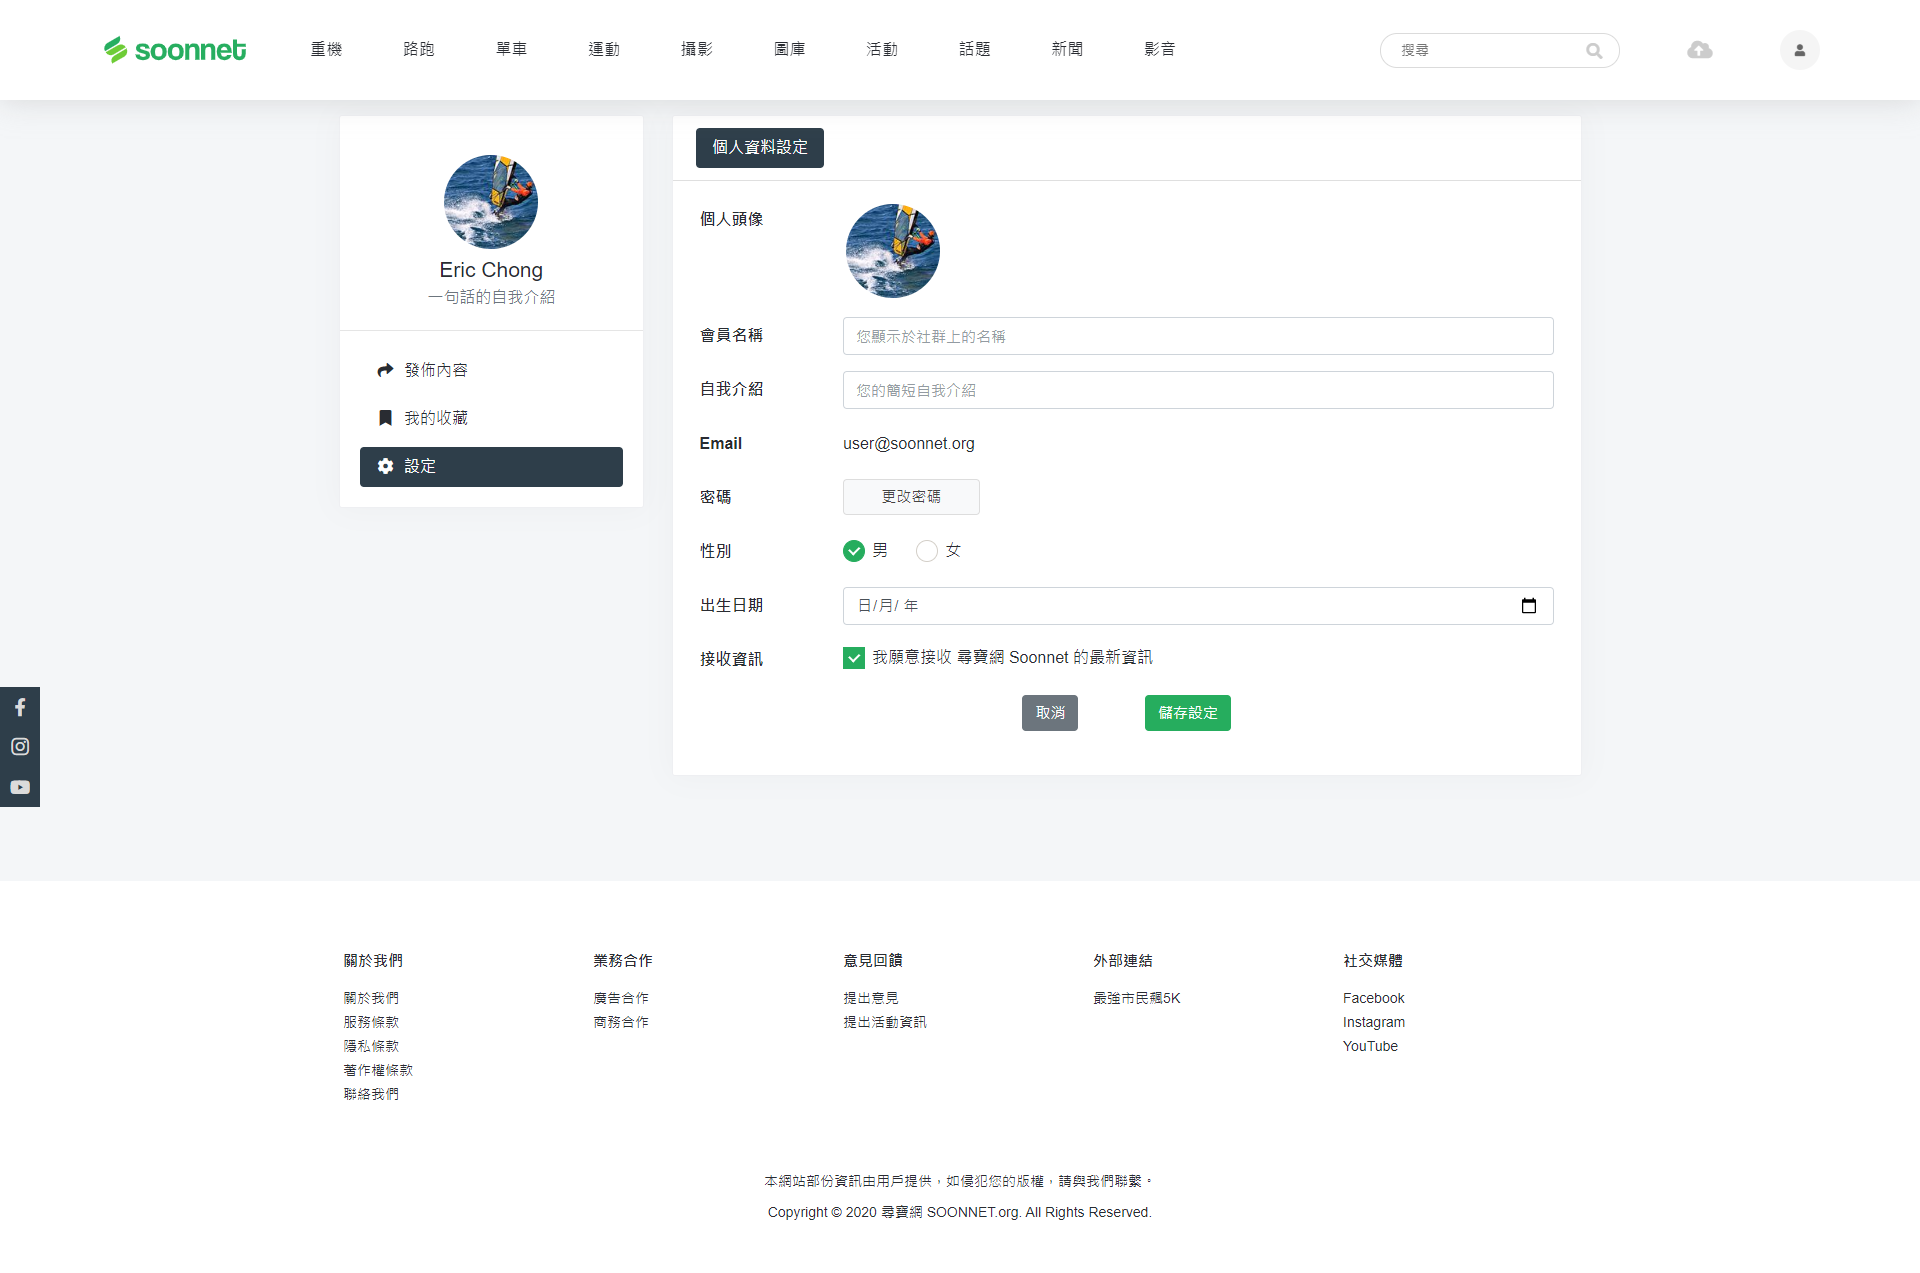 soonnet
重機 路跑 單車 運動 攝影 圖庫 活動 話題 新聞 影音
搜尋
Eric Chong
一句話的自我介紹
發佈內容
我的收藏
設定
個人資料設定
個人頭像
會員名稱 您顯示於社群上的名稱
自我介紹 您的簡短自我介紹
Email user@soonnet.org
密碼 更改密碼
性別 男 女
出生日期 日/月/ 年
接收資訊 我願意接收 尋寶網 Soonnet 的最新資訊
取消 儲存設定
關於我們
關於我們
服務條款
隱私條款
著作權條款
聯絡我們
業務合作
廣告合作
商務合作
意見回饋
提出意見
提出活動資訊
外部連結
最強市民飆5K
社交媒體
Facebook
Instagram
YouTube
本網站部份資訊由用戶提供，如侵犯您的版權，請與我們聯繫。
Copyright © 2020 尋寶網 SOONNET.org. All Rights Reserved.